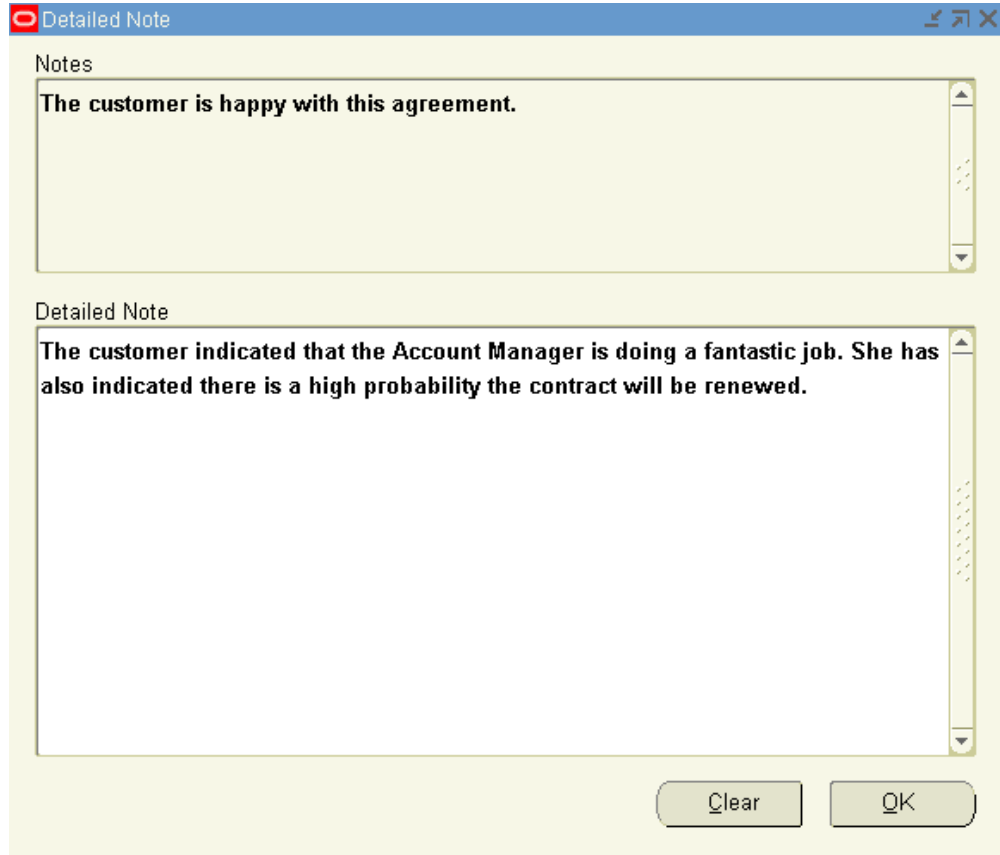 Detailed Note
Notes
The customer is happy with this agreement.
Detailed Note
The customer indicated that the Account Manager is doing a fantastic job. She has
also indicated there is a high probability the contract will be renewed.
Clear
OK